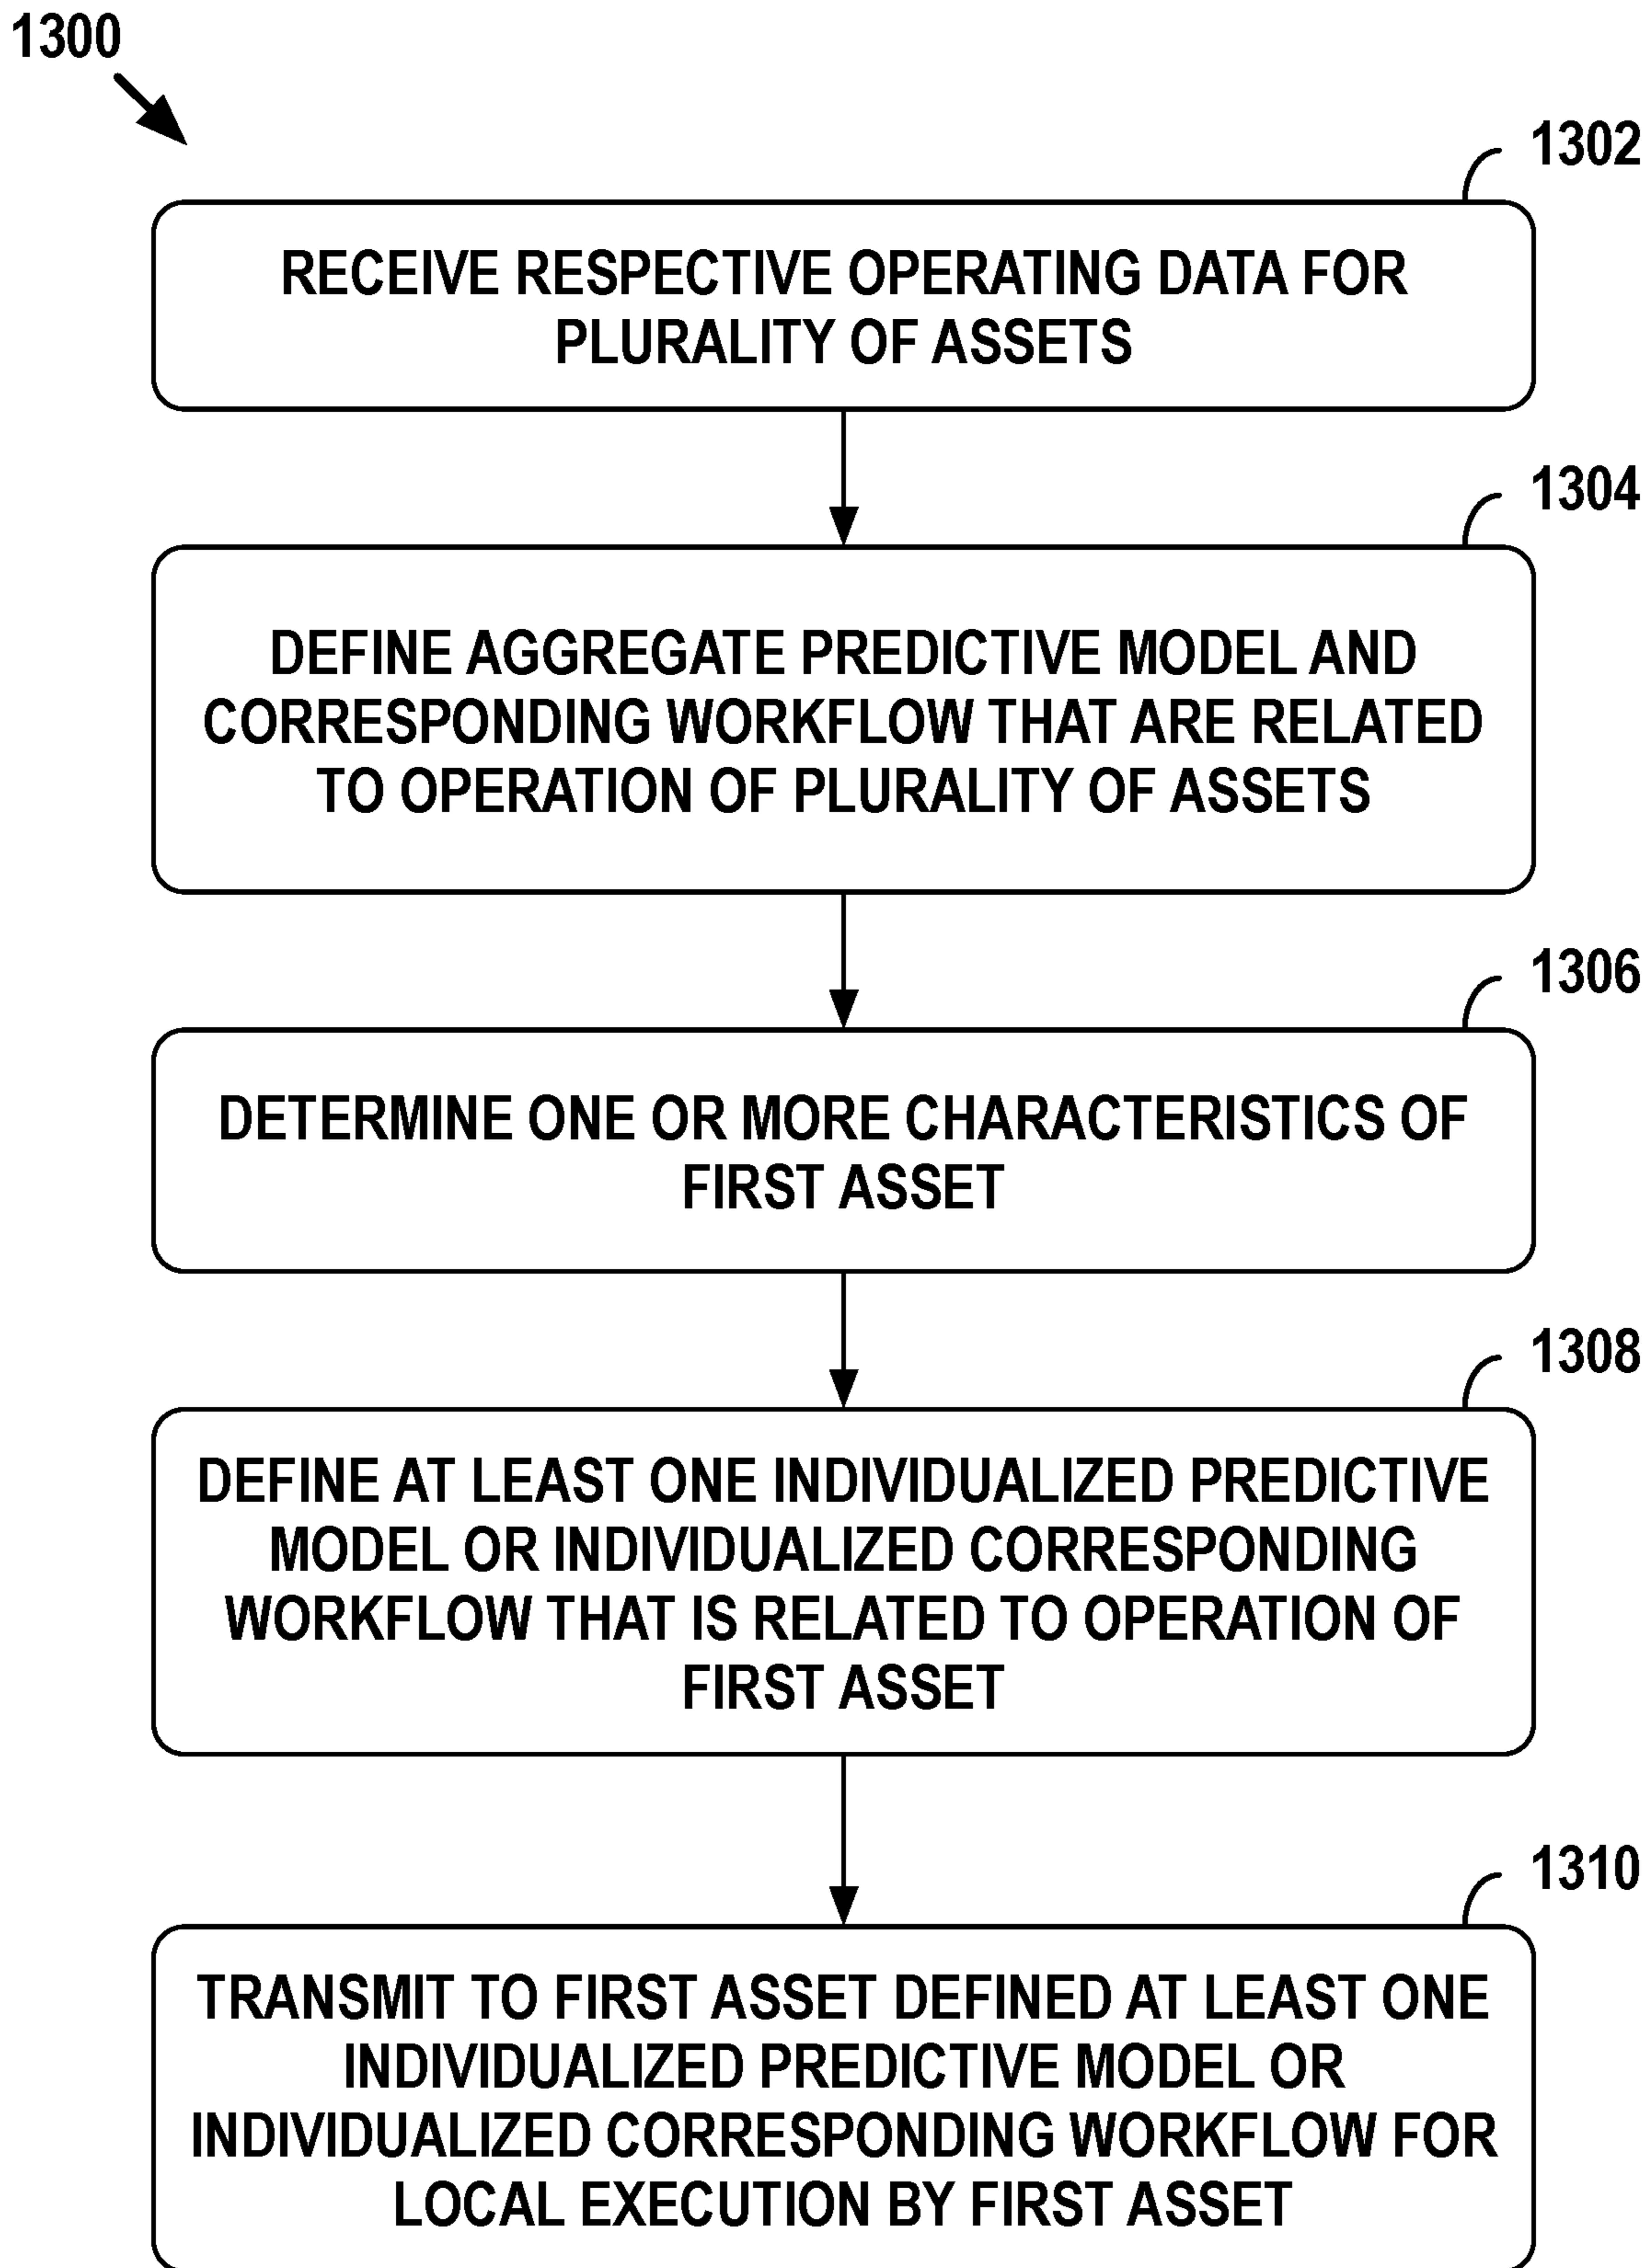 1300
1302
RECEIVE RESPECTIVE OPERATING DATA FOR
PLURALITY OF ASSETS
1304
DEFINE AGGREGATE PREDICTIVE MODEL AND
CORRESPONDING WORKFLOW THAT ARE RELATED
TO OPERATION OF PLURALITY OF ASSETS
1306
DETERMINE ONE OR MORE CHARACTERISTICS OF
FIRST ASSET
1308
DEFINE AT LEAST ONE INDIVIDUALIZED PREDICTIVE
MODEL OR INDIVIDUALIZED CORRESPONDING
WORKFLOW THAT IS RELATED TO OPERATION OF
FIRST ASSET
1310
TRANSMIT TO FIRST ASSET DEFINED AT LEAST ONE
INDIVIDUALIZED PREDICTIVE MODEL OR
INDIVIDUALIZED CORRESPONDING WORKFLOW FOR
LOCAL EXECUTION BY FIRST ASSET